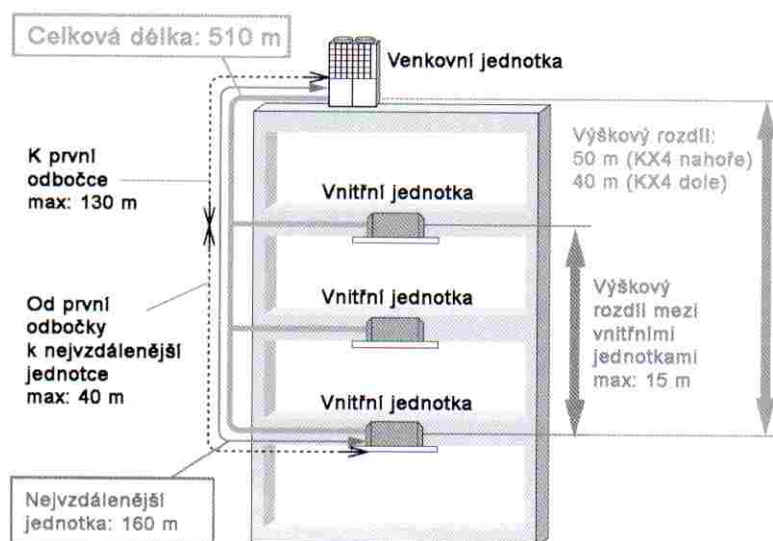 Celková délka: 510 m
Venkovní jednotka
K první
odbočce
max: 130 m
Výškový rozdíl:
50 m (KX4 nahoře)
40 m (KX4 dole)
Vnitřní jednotka
Od první
odbočky
k nejvzdálenější
jednotce
max: 40 m
Vnitřní jednotka
Výškový
rozdíl mezi
vnitřními
jednotkami
max: 15 m
Vnitřní jednotka
Nejvzdálenější
jednotka: 160 m